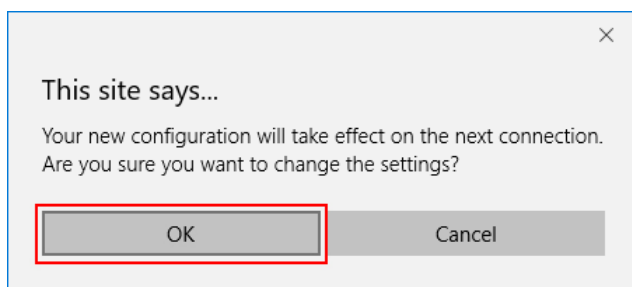 This site says...
Your new configuration will take effect on the next connection.
Are you sure you want to change the settings?
OK
Cancel